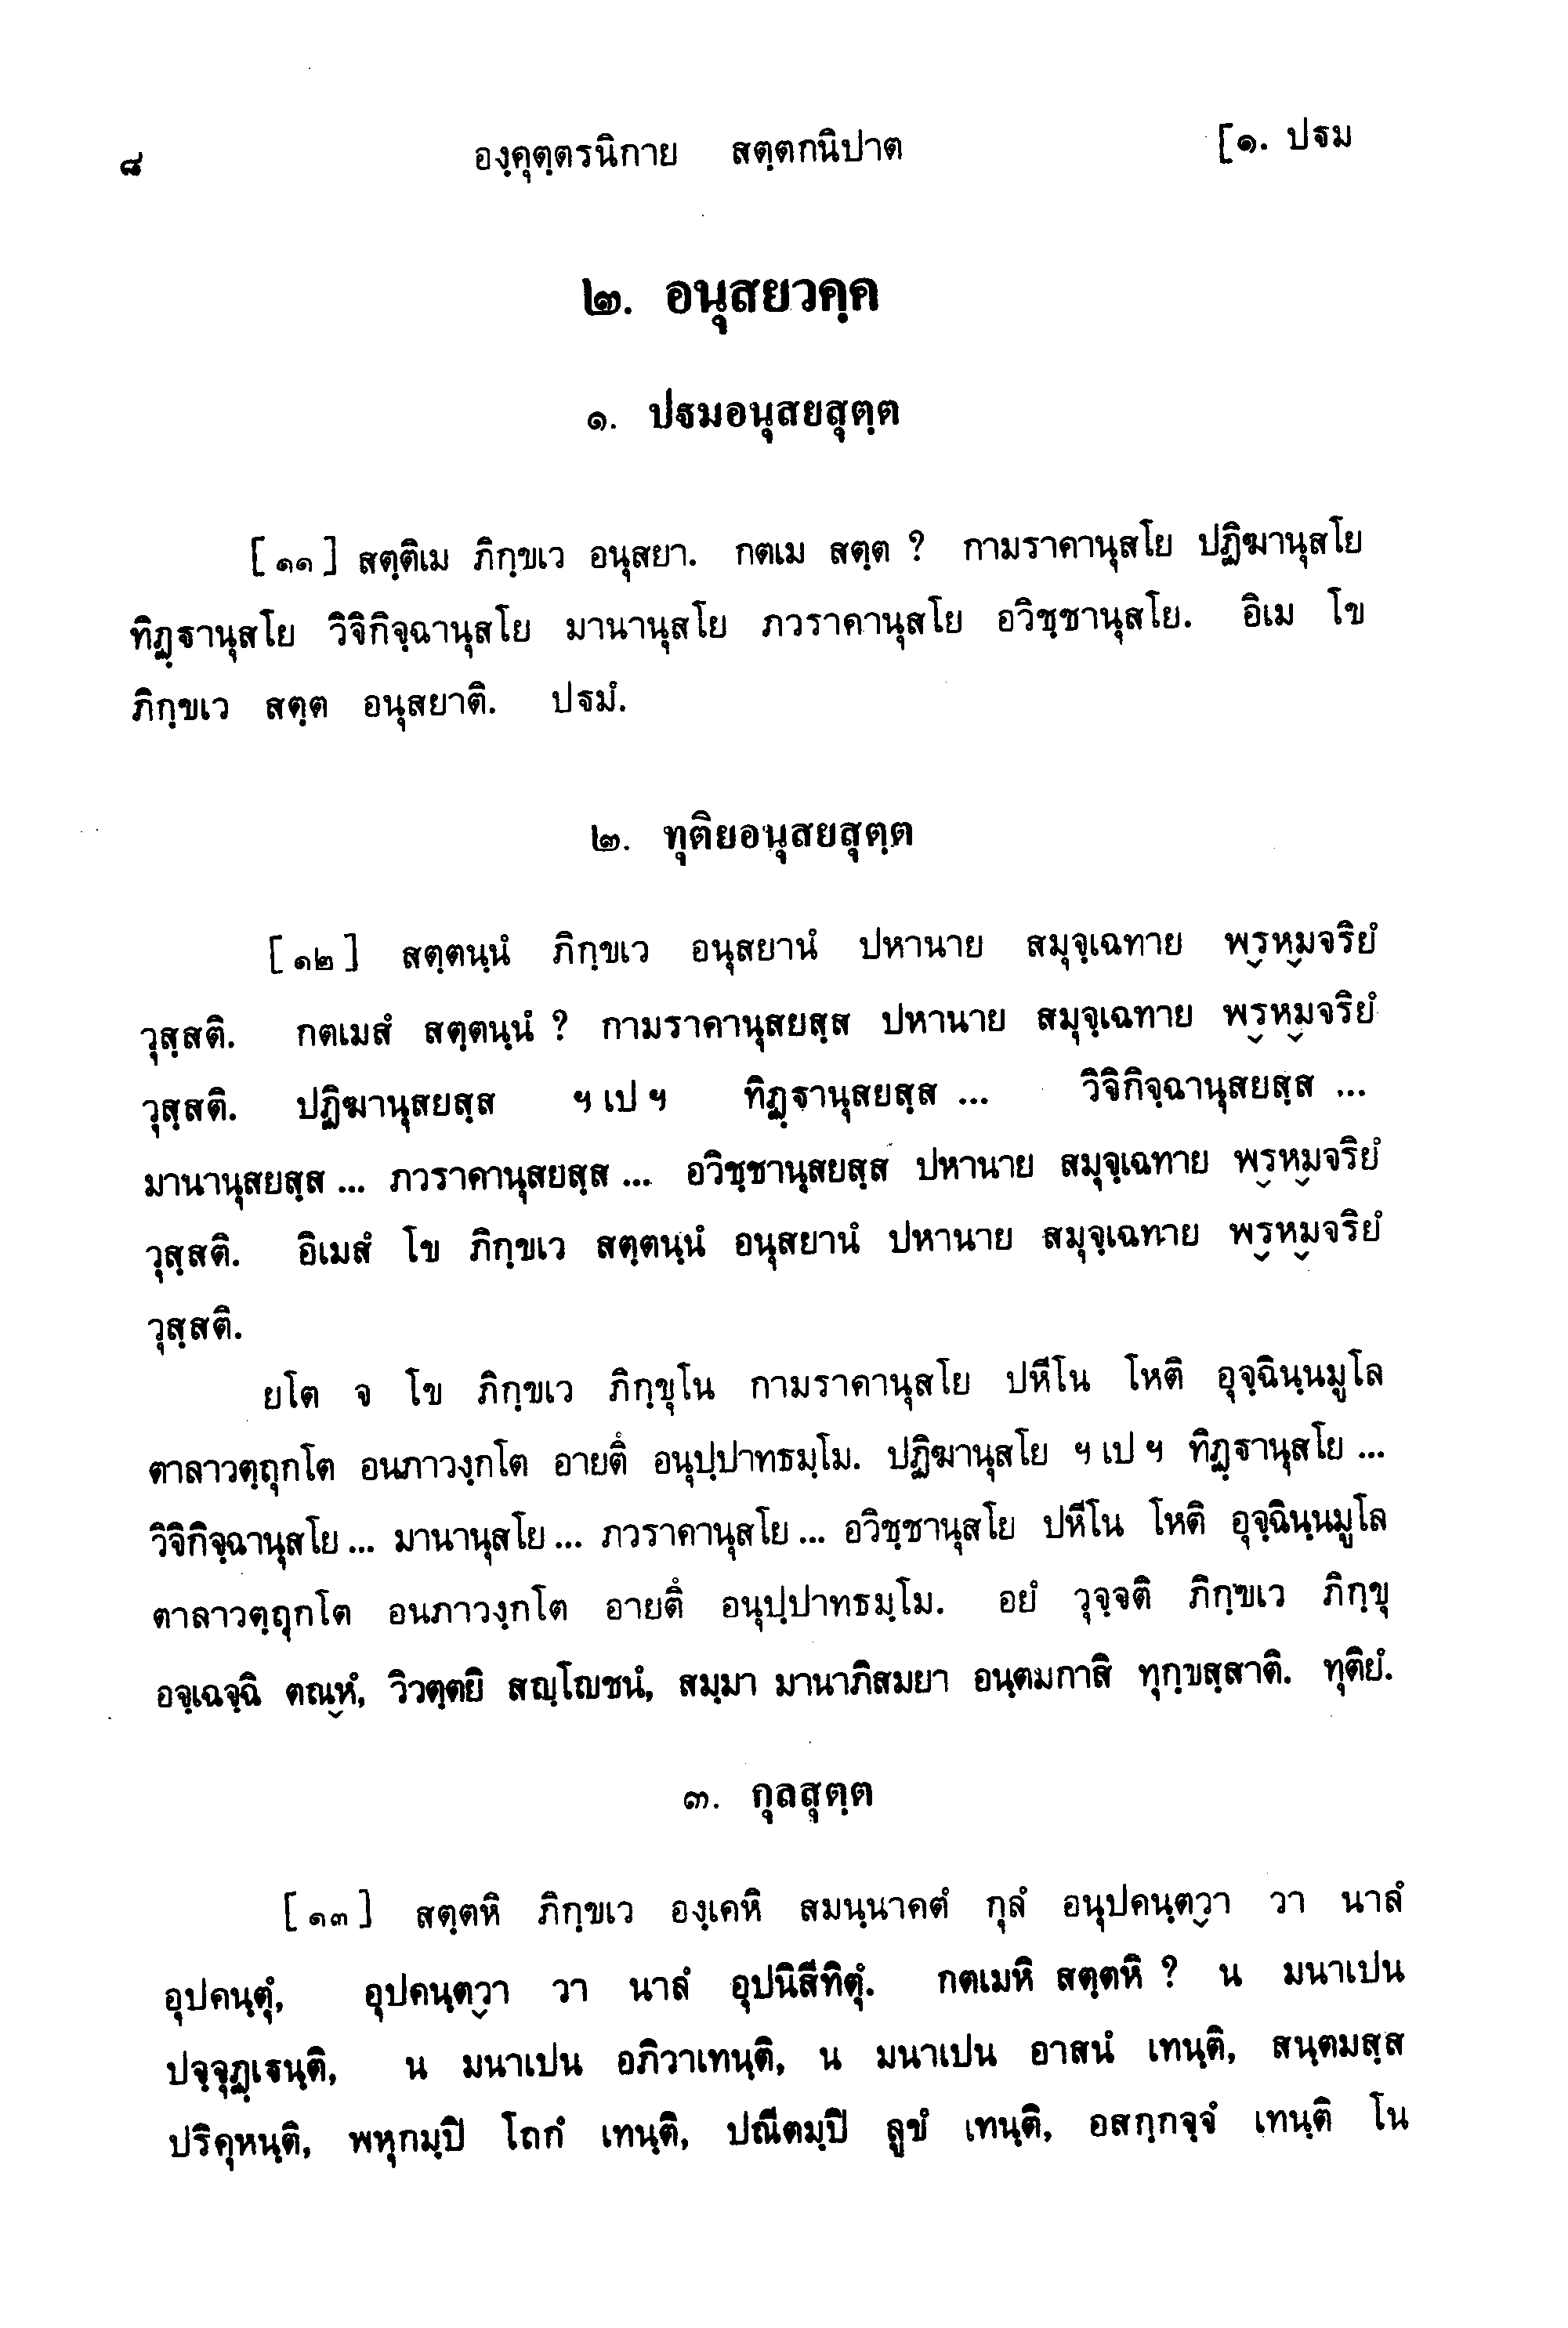 ๘ องฺคุตฺตรนิกาย สตฺตกนิปาต [๑. ปฐม
๒. อนุสยวคฺค
๑. ปฐมอนุสยสุตฺต
[๑๑] สตฺติเม ภิกฺขเว อนุสยา. กตเม สตฺต ? กามราคานุสโย ปฏิฆานุสโย
ทิฏฺฐานุสโย วิจิกิจฺฉานุสโย มานานุสโย ภวราคานุสโย อวิชฺชานุสโย. อิเม โข
ภิกฺขเว สตฺต อนุสยาติ. ปฐมํ.
๒. ทุติยอนุสยสุตฺต
[๑๒] สตฺตนฺนํ ภิกฺขเว อนุสยานํ ปหานาย สมุจฺเฉทาย พฺรหฺมจริยํ
วุสฺสติ. กตเมสํ สตฺตนฺนํ ? กามราคานุสยสฺส ปหานาย สมุจฺเฉทาย พฺรหฺมจริยํ
วุสฺสติ. ปฏิฆานุสยสฺส ฯ เป ฯ ทิฏฺฐานุสยสฺส ... วิจิกิจฺฉานุสยสฺส ...
มานานุสยสฺส ... ภวราคานุสยสฺส ... อวิชฺชานุสยสฺส ปหานาย สมุจฺเฉทาย พฺรหฺมจริยํ
วุสฺสติ. อิเมสํ โข ภิกฺขเว สตฺตนฺนํ อนุสยานํ ปหานาย สมุจฺเฉทาย พฺรหฺมจริยํ
วุสฺสติ.
ยโต จ โข ภิกฺขเว ภิกฺขุโน กามราคานุสโย ปหีโน โหติ อุจฺฉินฺนมูโล
ตาลาวตฺถุกโต อนภาวงฺกโต อายตึ อนุปฺปาทธมฺโม. ปฏิฆานุสโย ฯ เป ฯ ทิฏฺฐานุสโย ...
วิจิกิจฺฉานุสโย ... มานานุสโย ... ภวราคานุสโย ... อวิชฺชานุสโย ปหีโน โหติ อุจฺฉินฺนมูโล
ตาลาวตฺถุกโต อนภาวงฺกโต อายตึ อนุปฺปาทธมฺโม. อยํ วุจฺจติ ภิกฺขเว ภิกฺขุ
อจฺเฉจฺฉิ ตณฺหํ, วิวตฺตยิ สญฺโญชนํ, สมฺมา มานาภิสมยา อนฺตมกาสิ ทุกฺขสฺสาติ. ทุติยํ.
๓. กุลสุตฺต
[๑๓] สตฺตหิ ภิกฺขเว องฺเคหิ สมนฺนาคตํ กุลํ อนุปคนฺตฺวา วา นาลํ
อุปคนฺตุํ, อุปคนฺตฺวา วา นาลํ อุปนิสีทิตุํ. กตเมหิ สตฺตหิ ? น มนาเปน
ปจฺจุฏฺเฐนฺติ, น มนาเปน อภิวาเทนฺติ, น มนาเปน อาสนํ เทนฺติ, สนฺตมสฺส
ปริคุหนฺติ, พหุกมฺปิ โถกํ เทนฺติ, ปณีตมฺปิ ลูขํ เทนฺติ, อสกฺกจฺจํ เทนฺติ โน